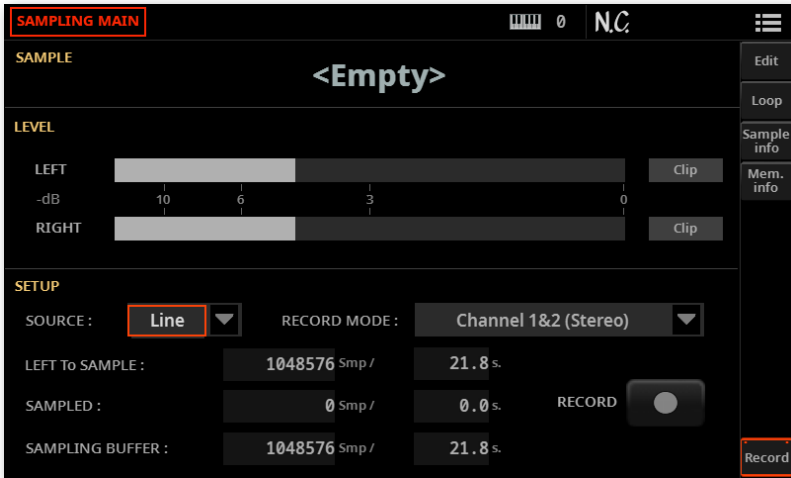 SAMPLING MAIN 0 N.C.
SAMPLE
<Empty>
Edit
Loop
Sample
info
Mem.
info
LEVEL
LEFT Clip
-dB 10 6 3 0
RIGHT Clip
SETUP
SOURCE : Line RECORD MODE : Channel 1&2 (Stereo)
LEFT To SAMPLE : 1048576 Smp / 21.8 s.
SAMPLED : 0 Smp / 0.0 s. RECORD
SAMPLING BUFFER : 1048576 Smp / 21.8 s.
Record